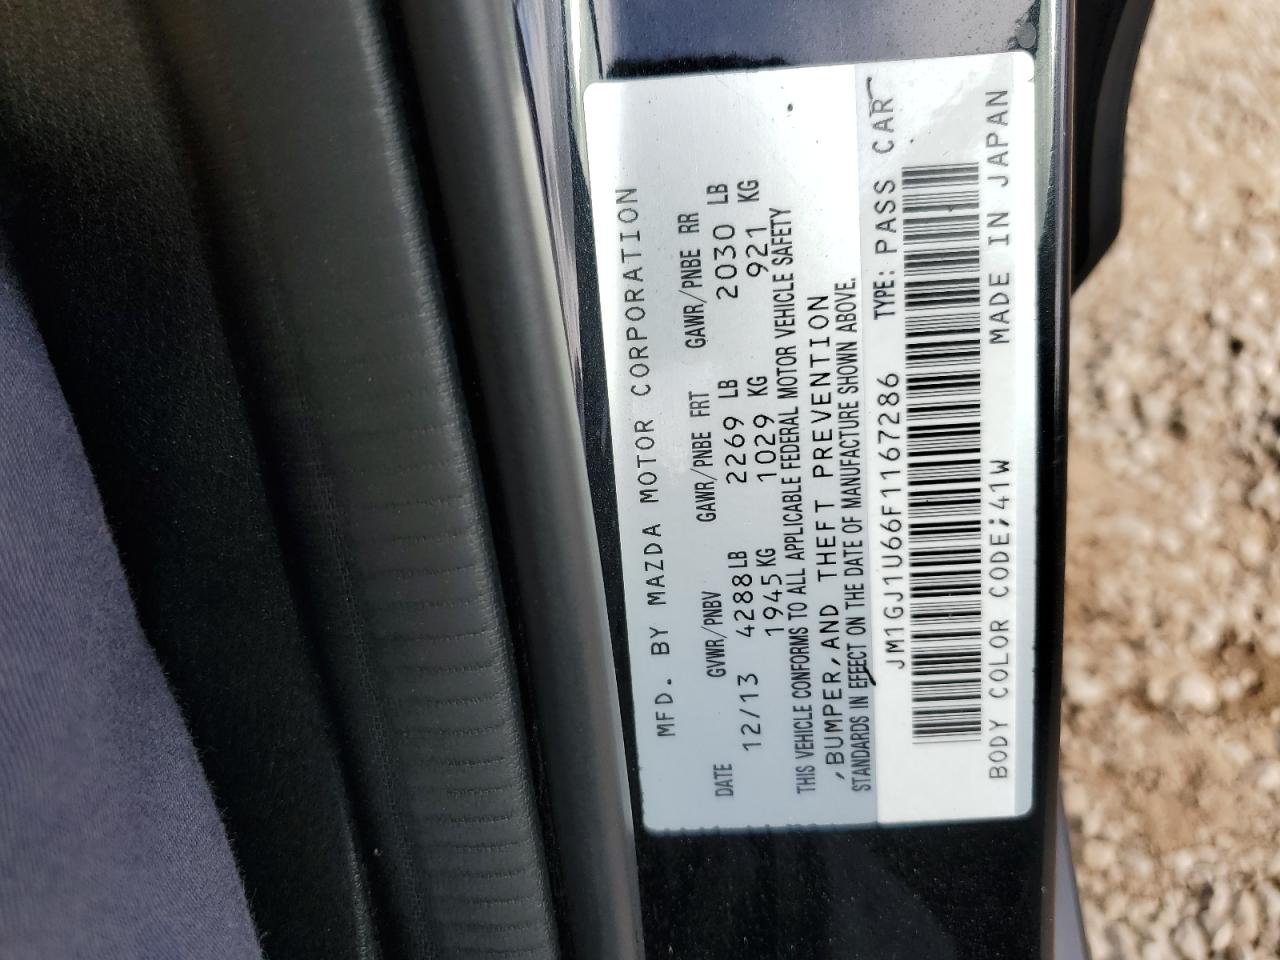 MFD. BY MAZDA MOTOR CORPORATION
DATE GVWR/PNBV GAWR/PNBE FRT GAWR/PNBE RR
12/13 4288LB 2269 LB 2030 LB
1945KG 1029 KG 921 KG
THIS VEHICLE CONFORMS TO ALL APPLICABLE FEDERAL MOTOR VEHICLE SAFETY
,BUMPER,AND THEFT PREVENTION
STANDARDS IN EFFECT ON THE DATE OF MANUFACTURE SHOWN ABOVE.
JM1GJ1U66F1167286 TYPE: PASS CAR
BODY COLOR CODE;41W MADE IN JAPAN